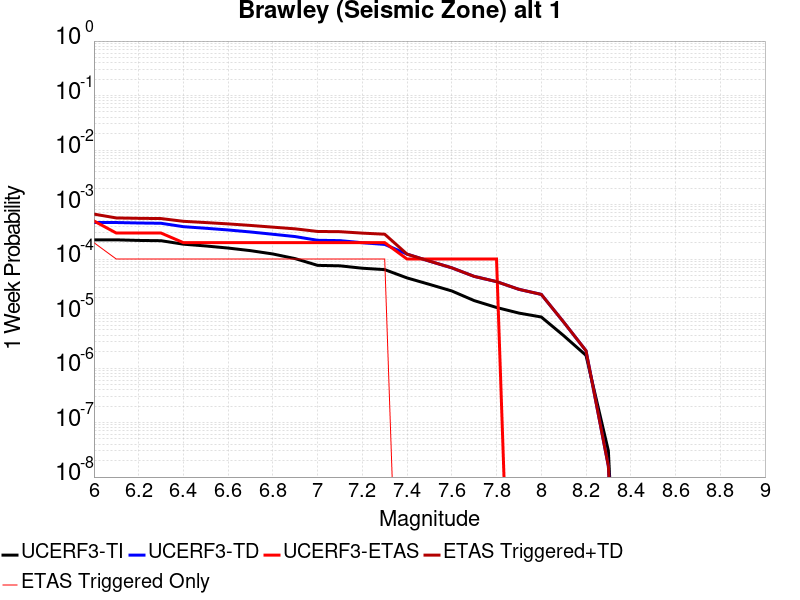 Brawley (Seismic Zone) alt 1
10^0
10^-1
10^-2
10^-3
10^-4
10^-5
10^-6
10^-7
10^-8
1 Week Probability
6 6.2 6.4 6.6 6.8 7 7.2 7.4 7.6 7.8 8 8.2 8.4 8.6 8.8 9
Magnitude
UCERF3-TI UCERF3-TD UCERF3-ETAS ETAS Triggered+TD
ETAS Triggered Only